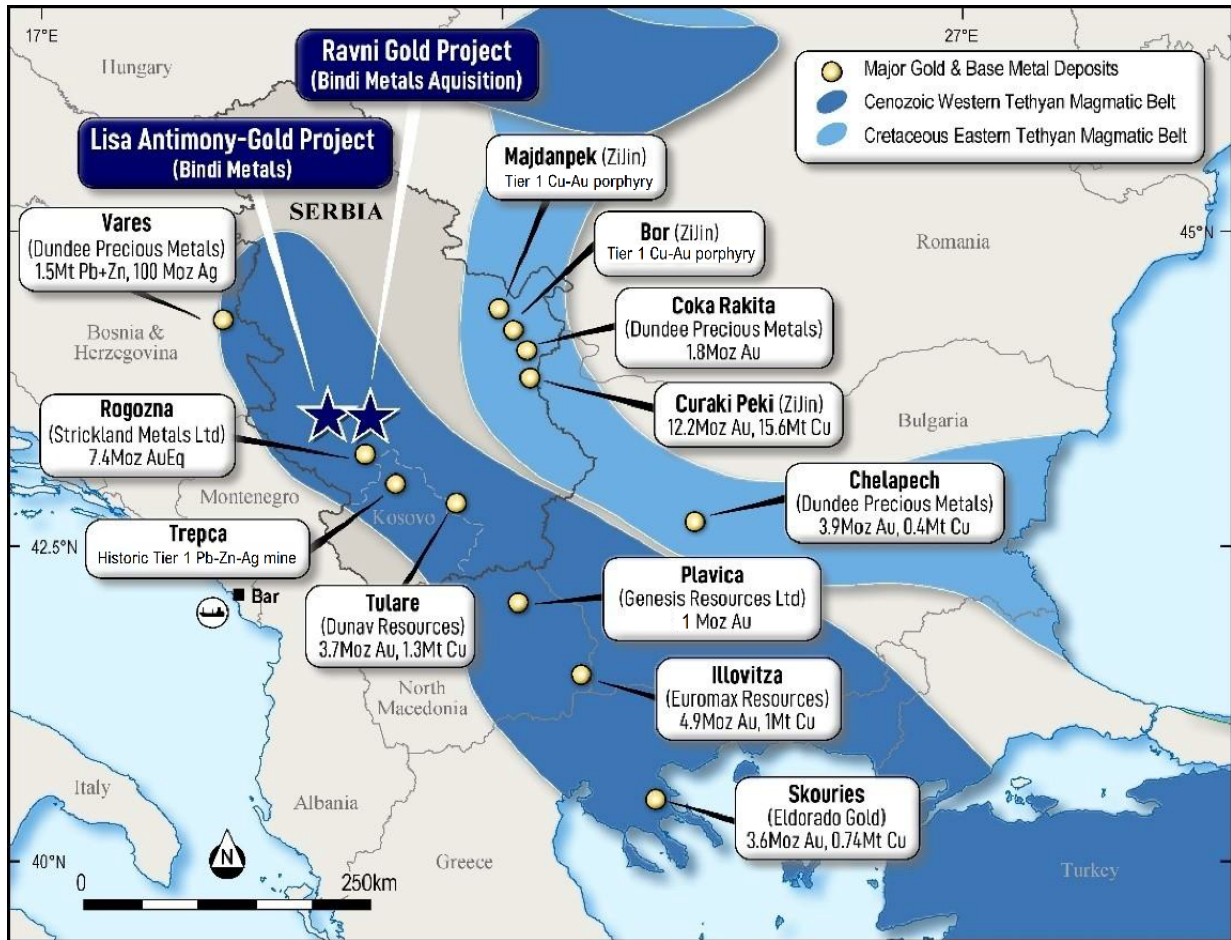 17°E
27°E
Hungary
Ravni Gold Project
(Bindi Metals Aquisition)
Major Gold & Base Metal Deposits
Cenozoic Western Tethyan Magmatic Belt
Cretaceous Eastern Tethyan Magmatic Belt
Lisa Antimony-Gold Project
(Bindi Metals)
Majdanpek (ZiJin)
Tier 1 Cu-Au porphyry
SERBIA
Vares
(Dundee Precious Metals)
1.5Mt Pb+Zn, 100 Moz Ag
Bor (ZiJin)
Tier 1 Cu-Au porphyry
Romania
45°N
Coka Rakita
(Dundee Precious Metals)
1.8Moz Au
Bosnia &
Herzegovina
Rogozna
(Strickland Metals Ltd)
7.4Moz AuEq
Curaki Peki (ZiJin)
12.2Moz Au, 15.6Mt Cu
Bulgaria
Montenegro
Kosovo
Chelapech
(Dundee Precious Metals)
3.9Moz Au, 0.4Mt Cu
Trepca
Historic Tier 1 Pb-Zn-Ag mine
42.5°N
42.5°N
Bar
Plavica
(Genesis Resources Ltd)
1 Moz Au
Tulare
(Dunav Resources)
3.7Moz Au, 1.3Mt Cu
Illovitza
(Euromax Resources)
4.9Moz Au, 1Mt Cu
North
Macedonia
Italy
Albania
Skouries
(Eldorado Gold)
3.6Moz Au, 0.74Mt Cu
N
40°N
40°N
Greece
Turkey
0
250km